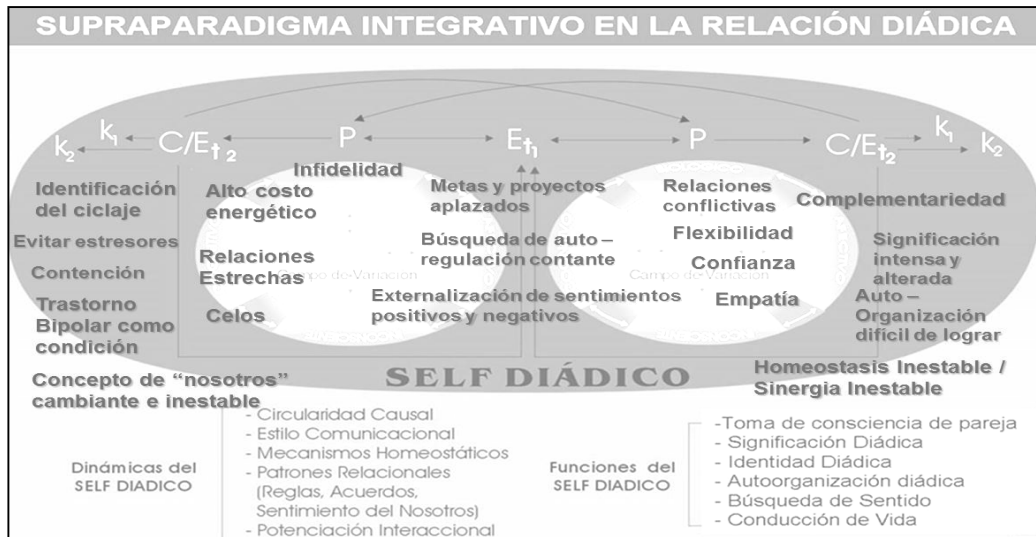 SUPRAPARADIGMA INTEGRATIVO EN LA RELACIÓN DIÁDICA
k₂ k₁ C/Eₜ₂ P Eₜ₁ P C/Eₜ₂ k₁ k₂
Infidelidad
Identificación
del ciclaje
Alto costo
energético
Metas y proyectos
aplazados
Relaciones
conflictivas
Complementariedad
Evitar estresores
Relaciones
Estrechas
Búsqueda de auto –
regulación contante
Flexibilidad
Confianza
Significación
intensa y
alterada
Contención
Campo de Variación
Campo de Variación
Trastorno
Bipolar como
condición
Celos
Externalización de sentimientos
positivos y negativos
Empatía
Auto –
Organización
difícil de lograr
Concepto de “nosotros”
cambiante e inestable
SELF DIÁDICO
Homeostasis Inestable /
Sinergia Inestable
Dinámicas del
SELF DIADICO
- Circularidad Causal
- Estilo Comunicacional
- Mecanismos Homeostáticos
- Patrones Relacionales
(Reglas, Acuerdos,
Sentimiento del Nosotros)
- Potenciación Interaccional
Funciones del
SELF DIADICO
-Toma de consciencia de pareja
- Significación Diádica
- Identidad Diádica
- Autoorganización diádica
- Búsqueda de Sentido
- Conducción de Vida